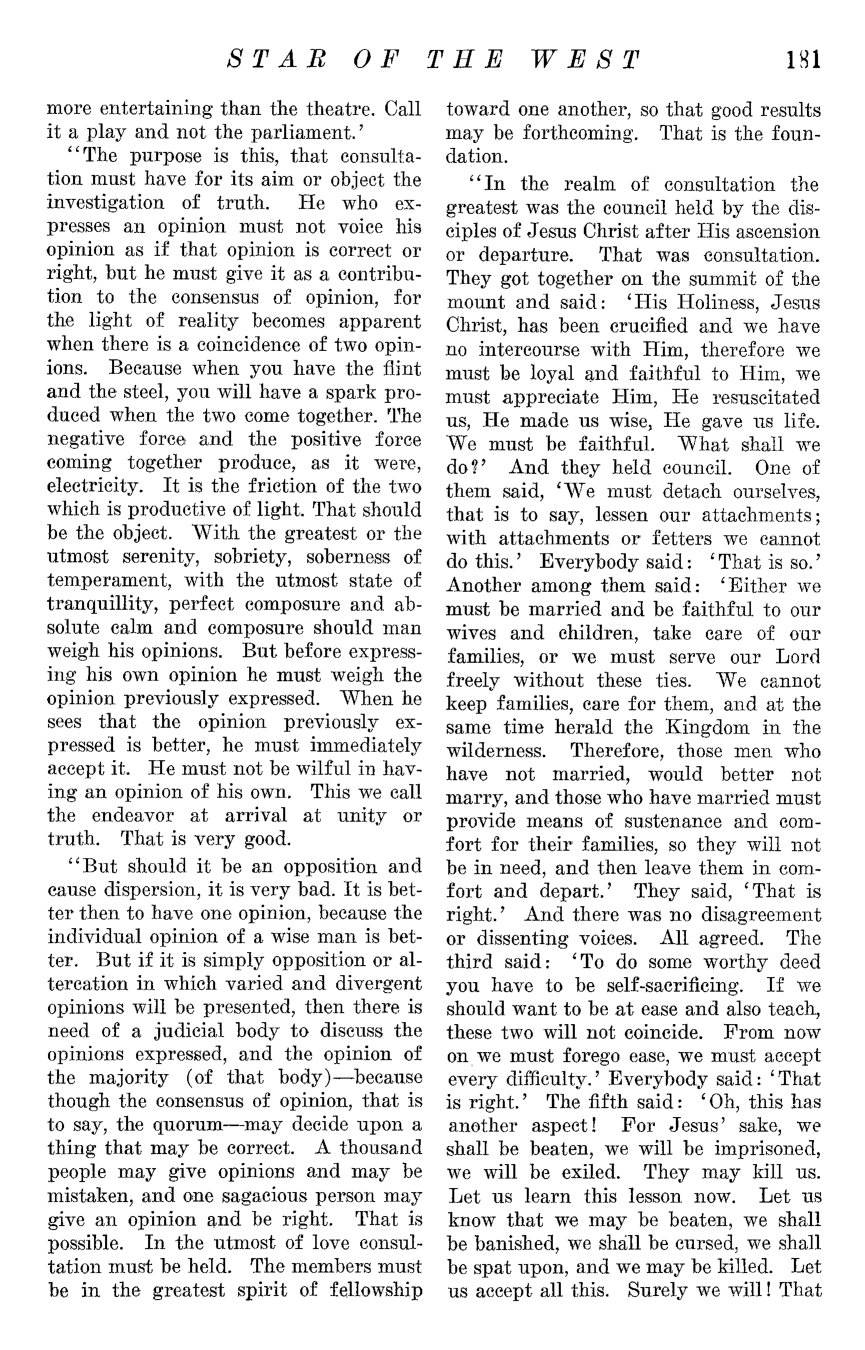 STAR OF THE WEST 181
more entertaining than the theatre. Call
it a play and not the parliament.'
"The purpose is this, that consulta-
tion must have for its aim or object the
investigation of truth. He who ex-
presses an opinion must not voice his
opinion as if that opinion is correct or
right, but he must give it as a contribu-
tion to the consensus of opinion, for
the light of reality becomes apparent
when there is a coincidence of two opin-
ions. Because when you have the flint
and the steel, you will have a spark pro-
duced when the two come together. The
negative force and the positive force
coming together produce, as it were,
electricity. It is the friction of the two
which is productive of light. That should
be the object. With the greatest or the
utmost serenity, sobriety, soberness of
temperament, with the utmost state of
tranquillity, perfect composure and ab-
solute calm and composure should man
weigh his opinions. But before express-
ing his own opinion he must weigh the
opinion previously expressed. When he
sees that the opinion previously ex-
pressed is better, he must immediately
accept it. He must not be wilful in hav-
ing an opinion of his own. This we call
the endeavor at arrival at unity or
truth. That is very good.
"But should it be an opposition and
cause dispersion, it is very bad. It is bet-
ter then to have one opinion, because the
individual opinion of a wise man is bet-
ter. But if it is simply opposition or al-
tercation in which varied and divergent
opinions will be presented, then there is
need of a judicial body to discuss the
opinions expressed, and the opinion of
the majority (of that body)—because
though the consensus of opinion, that is
to say, the quorum—may decide upon a
thing that may be correct. A thousand
people may give opinions and may be
mistaken, and one sagacious person may
give an opinion and be right. That is
possible. In the utmost of love consul-
tation must be held. The members must
be in the greatest spirit of fellowship
toward one another, so that good results
may be forthcoming. That is the foun-
dation.
"In the realm of consultation the
greatest was the council held by the dis-
ciples of Jesus Christ after His ascension
or departure. That was consultation.
They got together on the summit of the
mount and said: 'His Holiness, Jesus
Christ, has been crucified and we have
no intercourse with Him, therefore we
must be loyal and faithful to Him, we
must appreciate Him, He resuscitated
us, He made us wise, He gave us life.
We must be faithful. What shall we
do?' And they held council. One of
them said, 'We must detach ourselves,
that is to say, lessen our attachments;
with attachments or fetters we cannot
do this.' Everybody said: 'That is so.'
Another among them said: 'Either we
must be married and be faithful to our
wives and children, take care of our
families, or we must serve our Lord
freely without these ties. We cannot
keep families, care for them, and at the
same time herald the Kingdom in the
wilderness. Therefore, those men who
have not married, would better not
marry, and those who have married must
provide means of sustenance and com-
fort for their families, so they will not
be in need, and then leave them in com-
fort and depart.' They said, 'That is
right.' And there was no disagreement
or dissenting voices. All agreed. The
third said: 'To do some worthy deed
you have to be self-sacrificing. If we
should want to be at ease and also teach,
these two will not coincide. From now
on we must forego ease, we must accept
every difficulty.' Everybody said: 'That
is right.' The fifth said: 'Oh, this has
another aspect! For Jesus' sake, we
shall be beaten, we will be imprisoned,
we will be exiled. They may kill us.
Let us learn this lesson now. Let us
know that we may be beaten, we shall
be banished, we shall be cursed, we shall
be spat upon, and we may be killed. Let
us accept all this. Surely we will! That